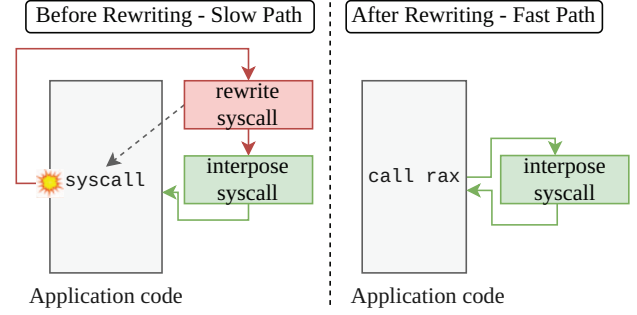 Before Rewriting - Slow Path
rewrite
syscall
syscall
interpose
syscall
Application code
After Rewriting - Fast Path
call rax
interpose
syscall
Application code